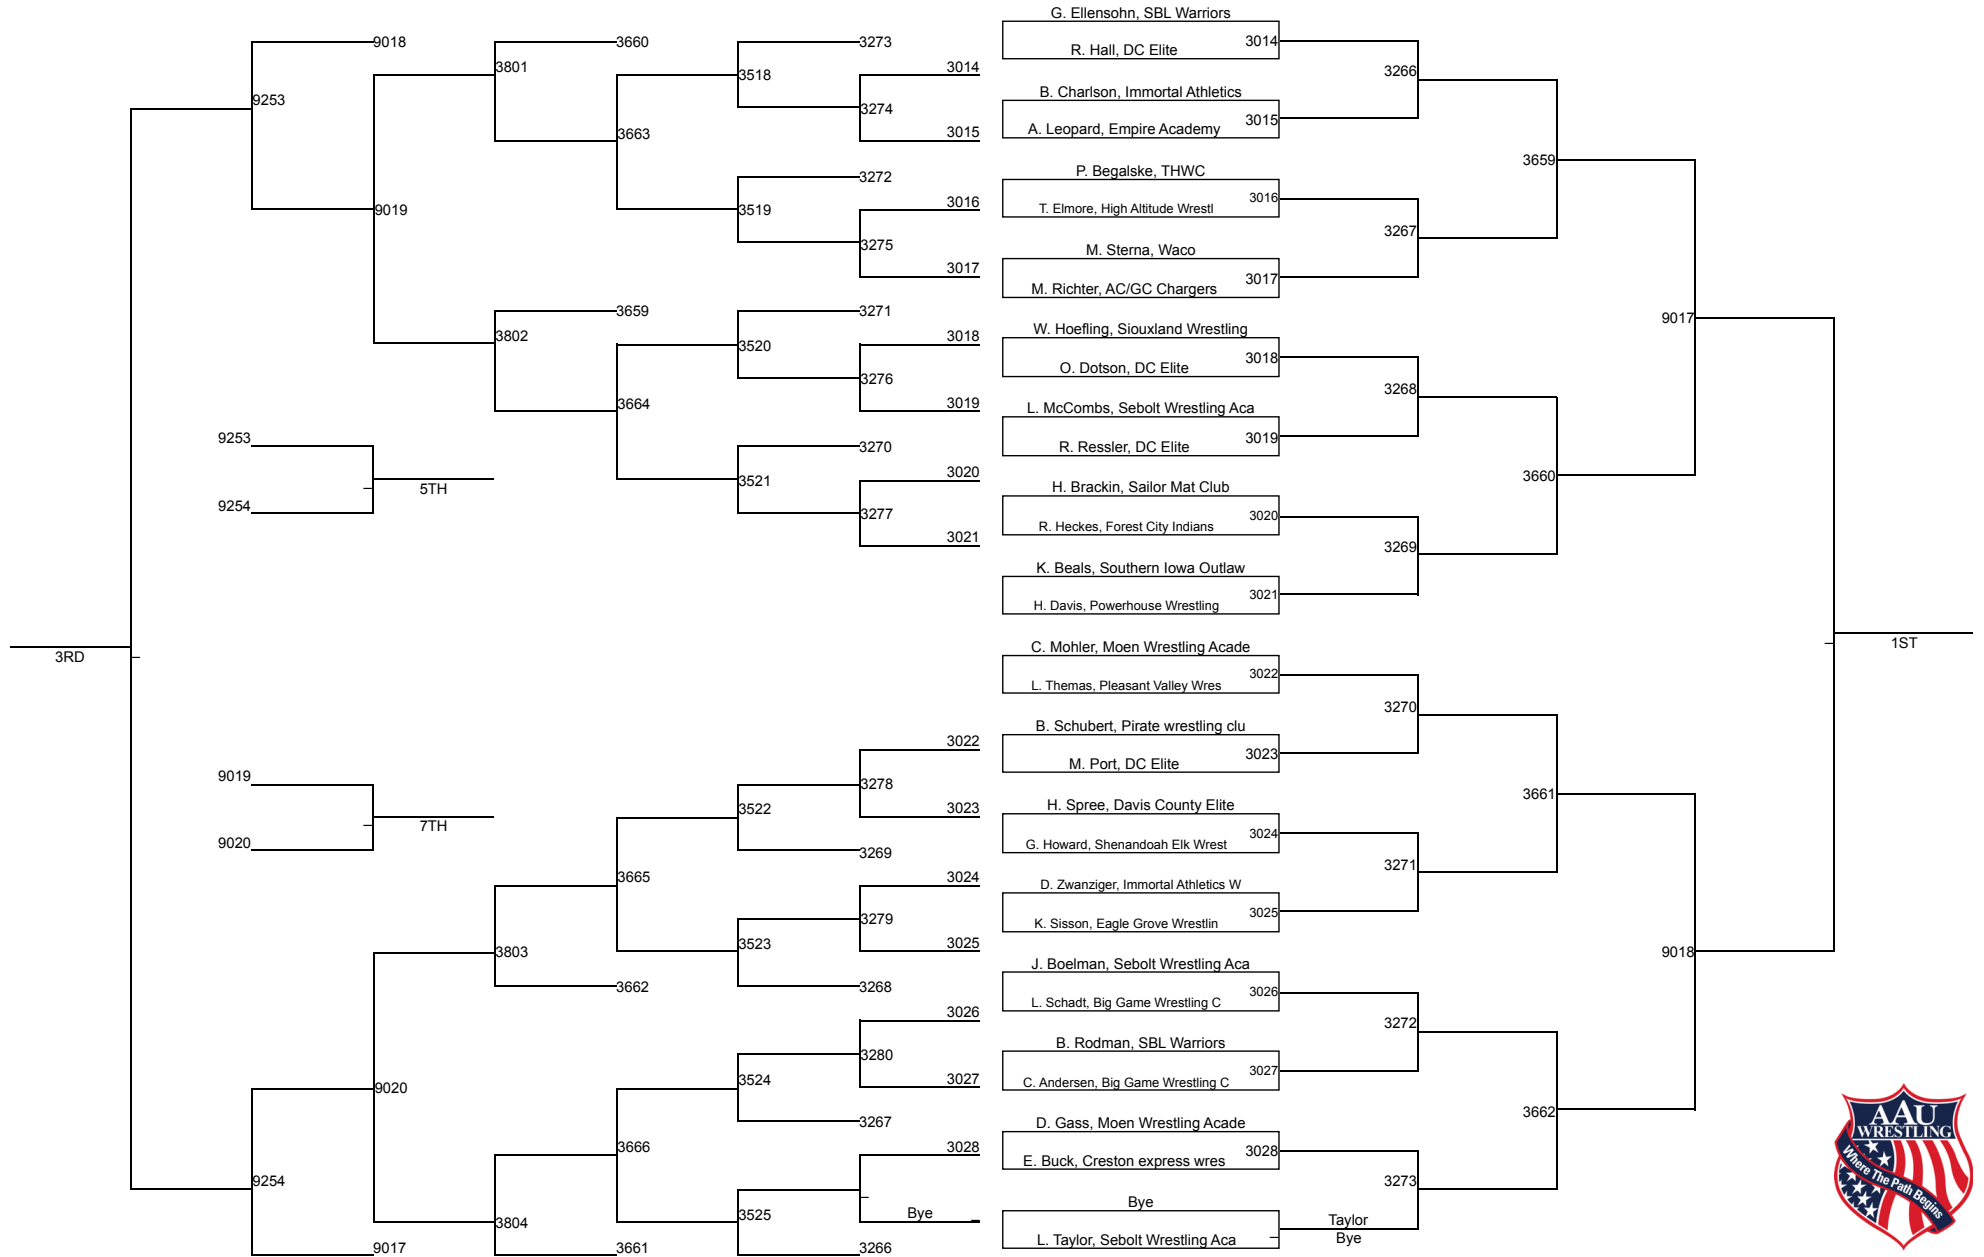 G. Ellensohn, SBL Warriors
3014
R. Hall, DC Elite
B. Charlson, Immortal Athletics
3015
A. Leopard, Empire Academy
P. Begalske, THWC
3016
T. Elmore, High Altitude Wrestl
M. Sterna, Waco
3017
M. Richter, AC/GC Chargers
W. Hoefling, Siouxland Wrestling
3018
O. Dotson, DC Elite
L. McCombs, Sebolt Wrestling Aca
3019
R. Ressler, DC Elite
H. Brackin, Sailor Mat Club
3020
R. Heckes, Forest City Indians
K. Beals, Southern Iowa Outlaw
3021
H. Davis, Powerhouse Wrestling
C. Mohler, Moen Wrestling Acade
3022
L. Themas, Pleasant Valley Wres
B. Schubert, Pirate wrestling clu
3023
M. Port, DC Elite
H. Spree, Davis County Elite
3024
G. Howard, Shenandoah Elk Wrest
D. Zwanziger, Immortal Athletics W
3025
K. Sisson, Eagle Grove Wrestlin
J. Boelman, Sebolt Wrestling Aca
3026
L. Schadt, Big Game Wrestling C
B. Rodman, SBL Warriors
3027
C. Andersen, Big Game Wrestling C
D. Gass, Moen Wrestling Acade
3028
E. Buck, Creston express wres
Bye
L. Taylor, Sebolt Wrestling Aca
Taylor
Bye
3266
3267
3268
3269
3270
3271
3272
3273
3659
3660
3661
3662
9017
9018
1ST
3014
3015
3016
3017
3018
3019
3020
3021
3022
3023
3024
3025
3026
3027
3028
Bye
3273
3274
3272
3275
3271
3276
3270
3277
3278
3269
3279
3268
3280
3267
3266
3518
3519
3520
3521
3522
3523
3524
3525
3660
3663
3659
3664
3665
3662
3666
3661
3801
3802
3803
3804
9018
9019
9020
9017
9253
9254
9253
9254
5TH
9019
9020
7TH
3RD
AAU
WRESTLING
Where The Path Begins